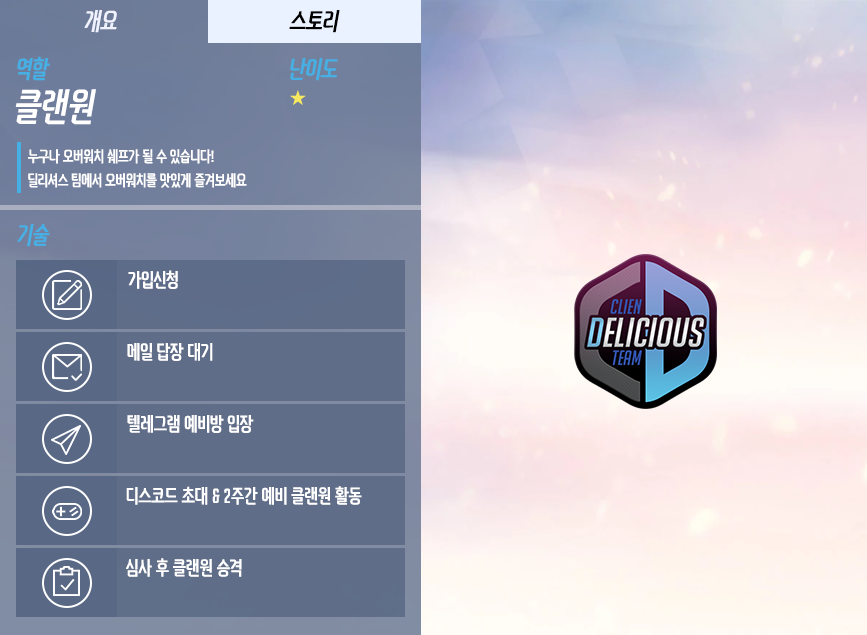 개요
스토리
역할
난이도
클랜원
누구나 오버워치 쉐프가 될 수 있습니다!
딜리셔스 팀에서 오버워치를 맛있게 즐겨보세요
기술
가입신청
메일 답장 대기
텔레그램 예비방 입장
디스코드 초대 & 2주간 예비 클랜원 활동
심사 후 클랜원 승격
CLIEN
DELICIOUS
TEAM